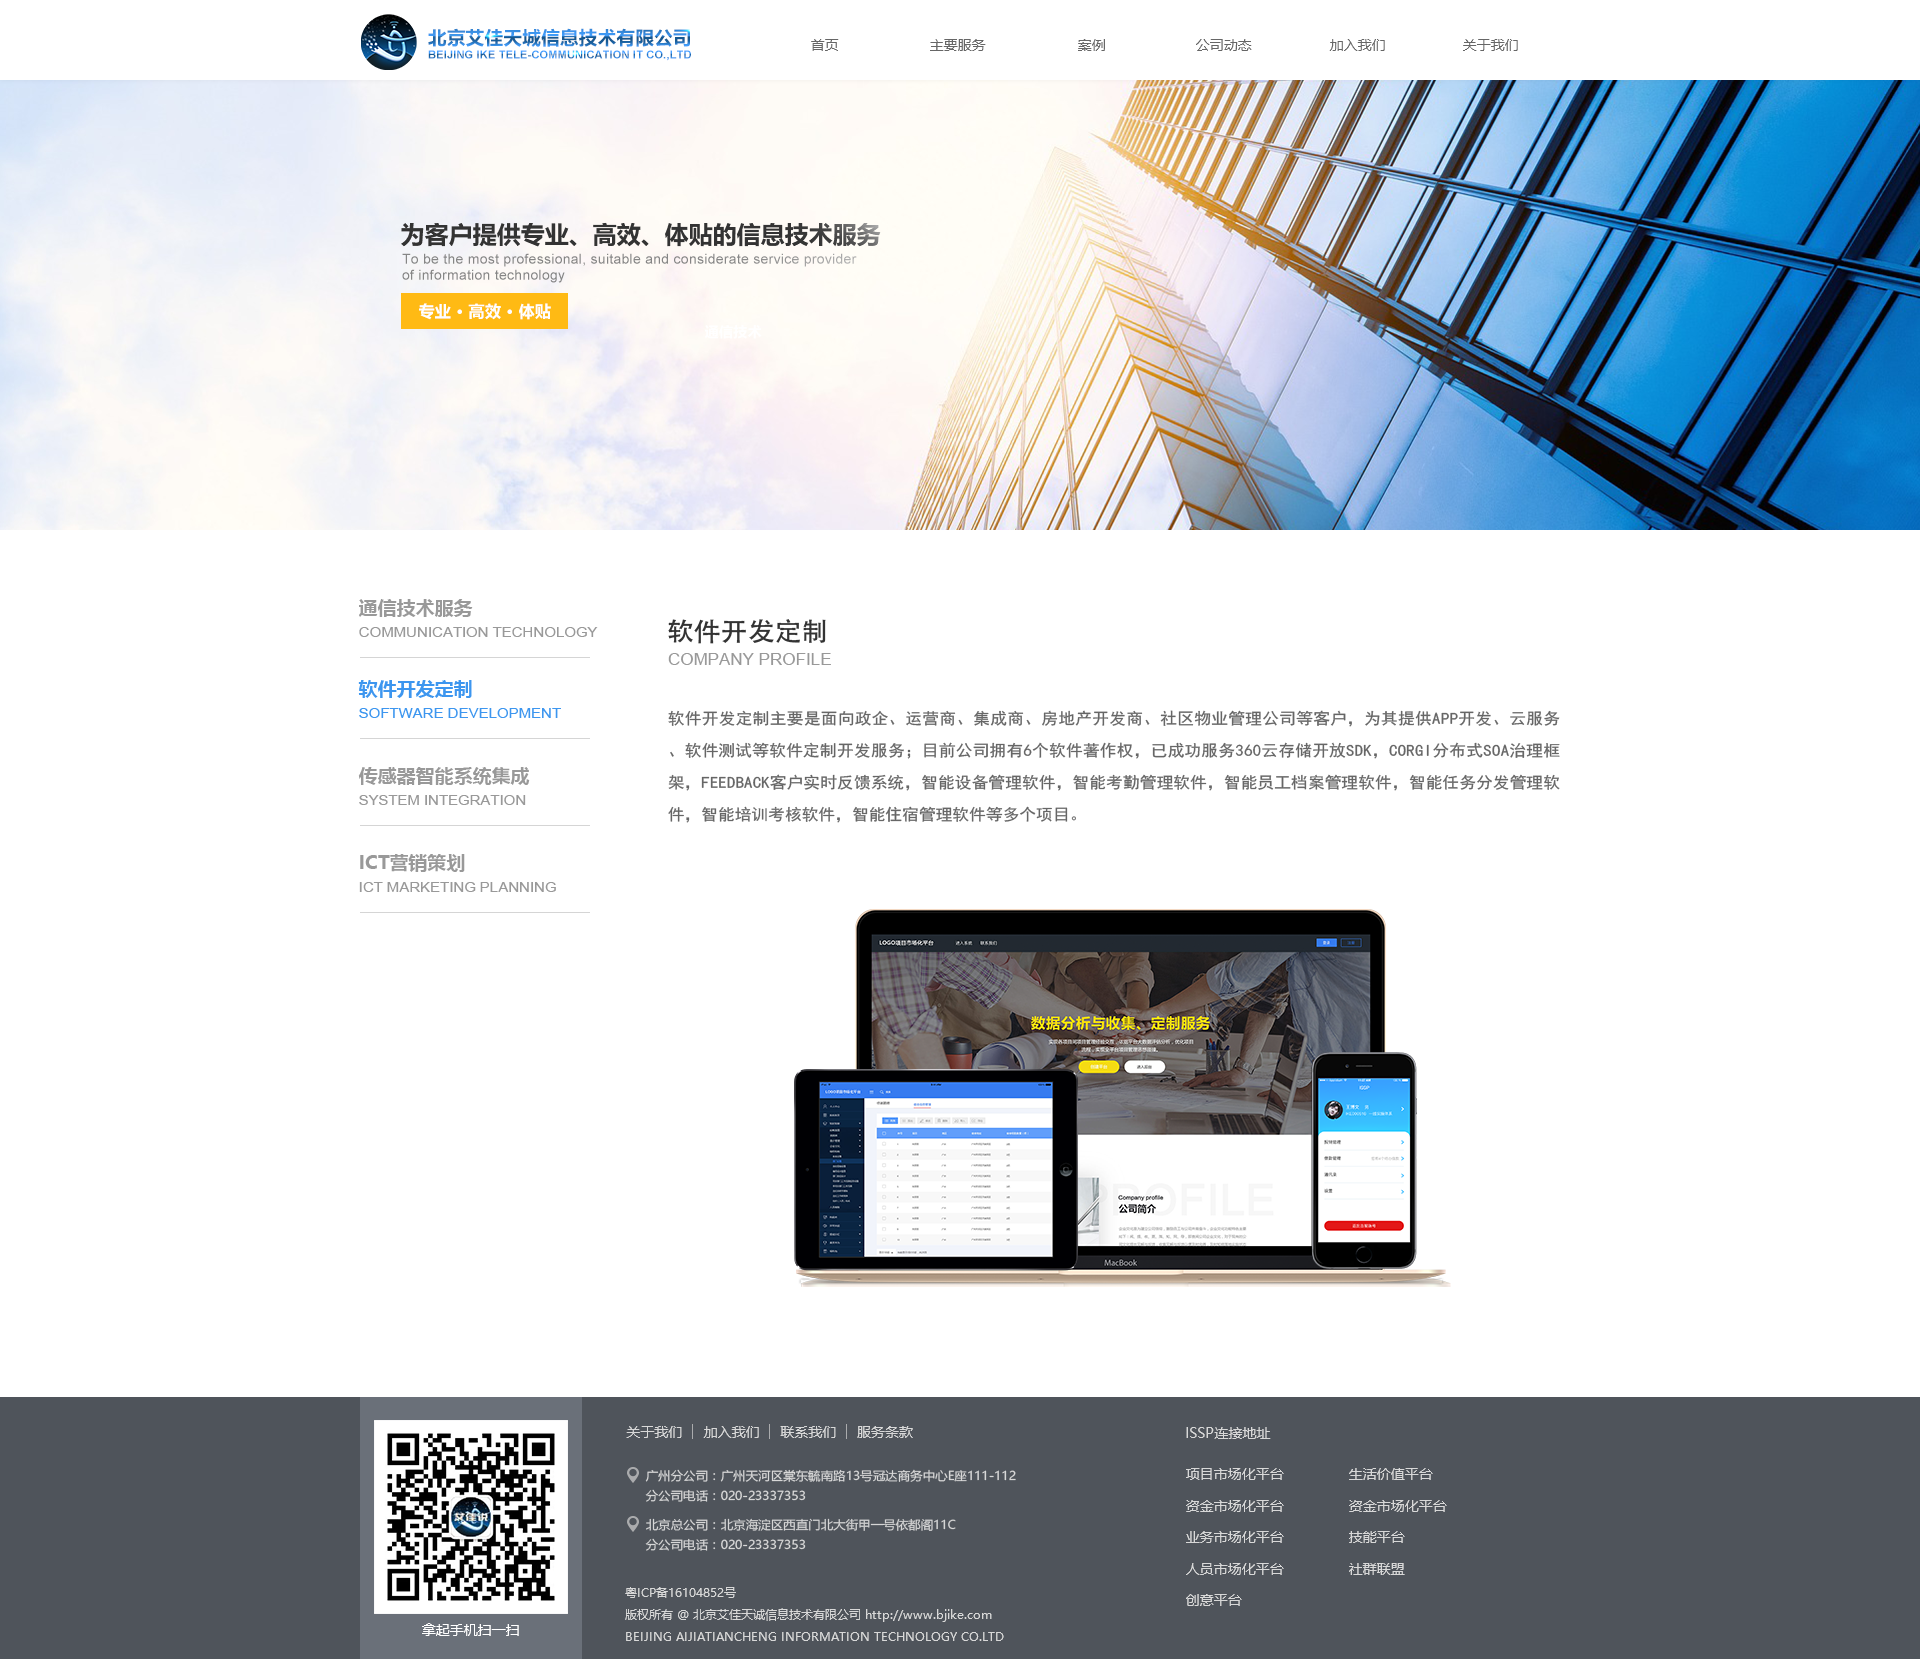 北京艾佳天诚信息技术有限公司
BEIJING IKE TELE-COMMUNICATION IT CO.,LTD
首页
主要服务
案例
公司动态
加入我们
关于我们
为客户提供专业、高效、体贴的信息技术服务
To be the most professional, suitable and considerate service provider
of information technology
专业·高效·体贴
通信技术服务
COMMUNICATION TECHNOLOGY
软件开发定制
SOFTWARE DEVELOPMENT
传感器智能系统集成
SYSTEM INTEGRATION
ICT营销策划
ICT MARKETING PLANNING
软件开发定制
COMPANY PROFILE
软件开发定制主要是面向政企、运营商、集成商、房地产开发商、社区物业管理公司等客户，为其提供APP开发、云服务
、软件测试等软件定制开发服务；目前公司拥有6个软件著作权，已成功服务360云存储开放SDK，CORGI分布式SOA治理框
架，FEEDBACK客户实时反馈系统，智能设备管理软件，智能考勤管理软件，智能员工档案管理软件，智能任务分发管理软
件，智能培训考核软件，智能住宿管理软件等多个项目。
LOGO项目市场化平台
进入系统
联系我们
数据分析与收集、定制服务
PROFILE
Company profile
公司简介
MacBook
艾佳说
拿起手机扫一扫
关于我们 | 加入我们 | 联系我们 | 服务条款
广州分公司：广州天河区棠东毓南路13号冠达商务中心E座111-112
分公司电话：020-23337353
北京总公司：北京海淀区西直门北大街甲一号依都阁11C
分公司电话：020-23337353
粤ICP备16104852号
版权所有 @ 北京艾佳天诚信息技术有限公司 http://www.bjike.com
BEIJING AIJIATIANCHENG INFORMATION TECHNOLOGY CO.LTD
ISSP连接地址
项目市场化平台
生活价值平台
资金市场化平台
资金市场化平台
业务市场化平台
技能平台
人员市场化平台
社群联盟
创意平台